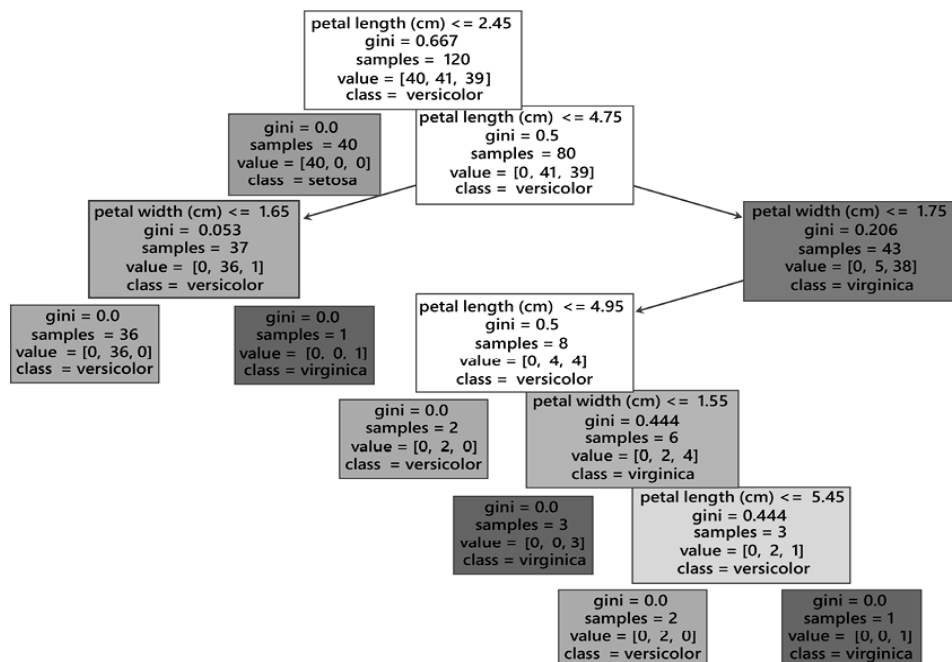 petal length (cm) <= 2.45
gini = 0.667
samples = 120
value = [40, 41, 39]
class = versicolor
gini = 0.0
samples = 40
value = [40, 0, 0]
class = setosa
petal length (cm) <= 4.75
gini = 0.5
samples = 80
value = [0, 41, 39]
class = versicolor
petal width (cm) <= 1.65
gini = 0.053
samples = 37
value = [0, 36, 1]
class = versicolor
petal width (cm) <= 1.75
gini = 0.206
samples = 43
value = [0, 5, 38]
class = virginica
gini = 0.0
samples = 36
value = [0, 36, 0]
class = versicolor
gini = 0.0
samples = 1
value = [0, 0, 1]
class = virginica
petal length (cm) <= 4.95
gini = 0.5
samples = 8
value = [0, 4, 4]
class = versicolor
gini = 0.0
samples = 2
value = [0, 2, 0]
class = versicolor
petal width (cm) <= 1.55
gini = 0.444
samples = 6
value = [0, 2, 4]
class = virginica
gini = 0.0
samples = 3
value = [0, 0, 3]
class = virginica
petal length (cm) <= 5.45
gini = 0.444
samples = 3
value = [0, 2, 1]
class = versicolor
gini = 0.0
samples = 2
value = [0, 2, 0]
class = versicolor
gini = 0.0
samples = 1
value = [0, 0, 1]
class = virginica